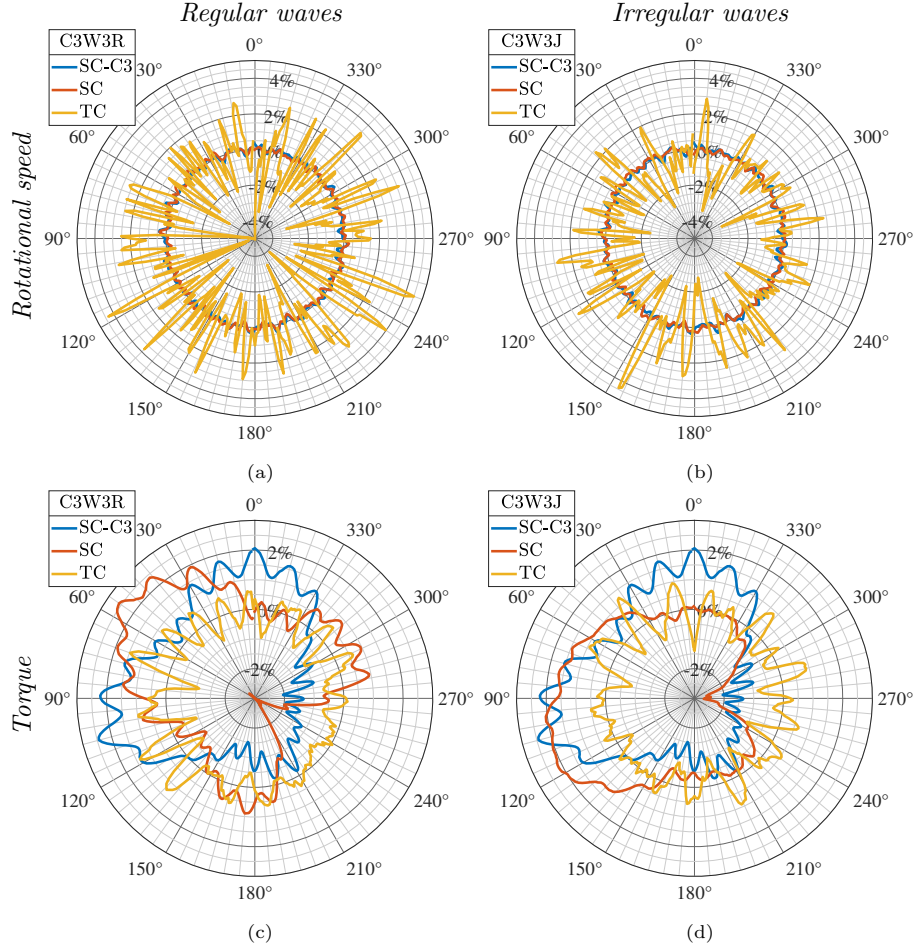 Regular waves
Irregular waves
Rotational speed
Torque
C3W3R
SC-C3
SC
TC
0°
30°
60°
90°
120°
150°
180°
210°
240°
270°
300°
330°
4%
2%
0%
-2%
-4%
(a)
C3W3J
SC-C3
SC
TC
0°
30°
60°
90°
120°
150°
180°
210°
240°
270°
300°
330°
4%
2%
0%
-2%
-4%
(b)
C3W3R
SC-C3
SC
TC
0°
30°
60°
90°
120°
150°
180°
210°
240°
270°
300°
330°
2%
0%
-2%
(c)
C3W3J
SC-C3
SC
TC
0°
30°
60°
90°
120°
150°
180°
210°
240°
270°
300°
330°
2%
0%
-2%
(d)